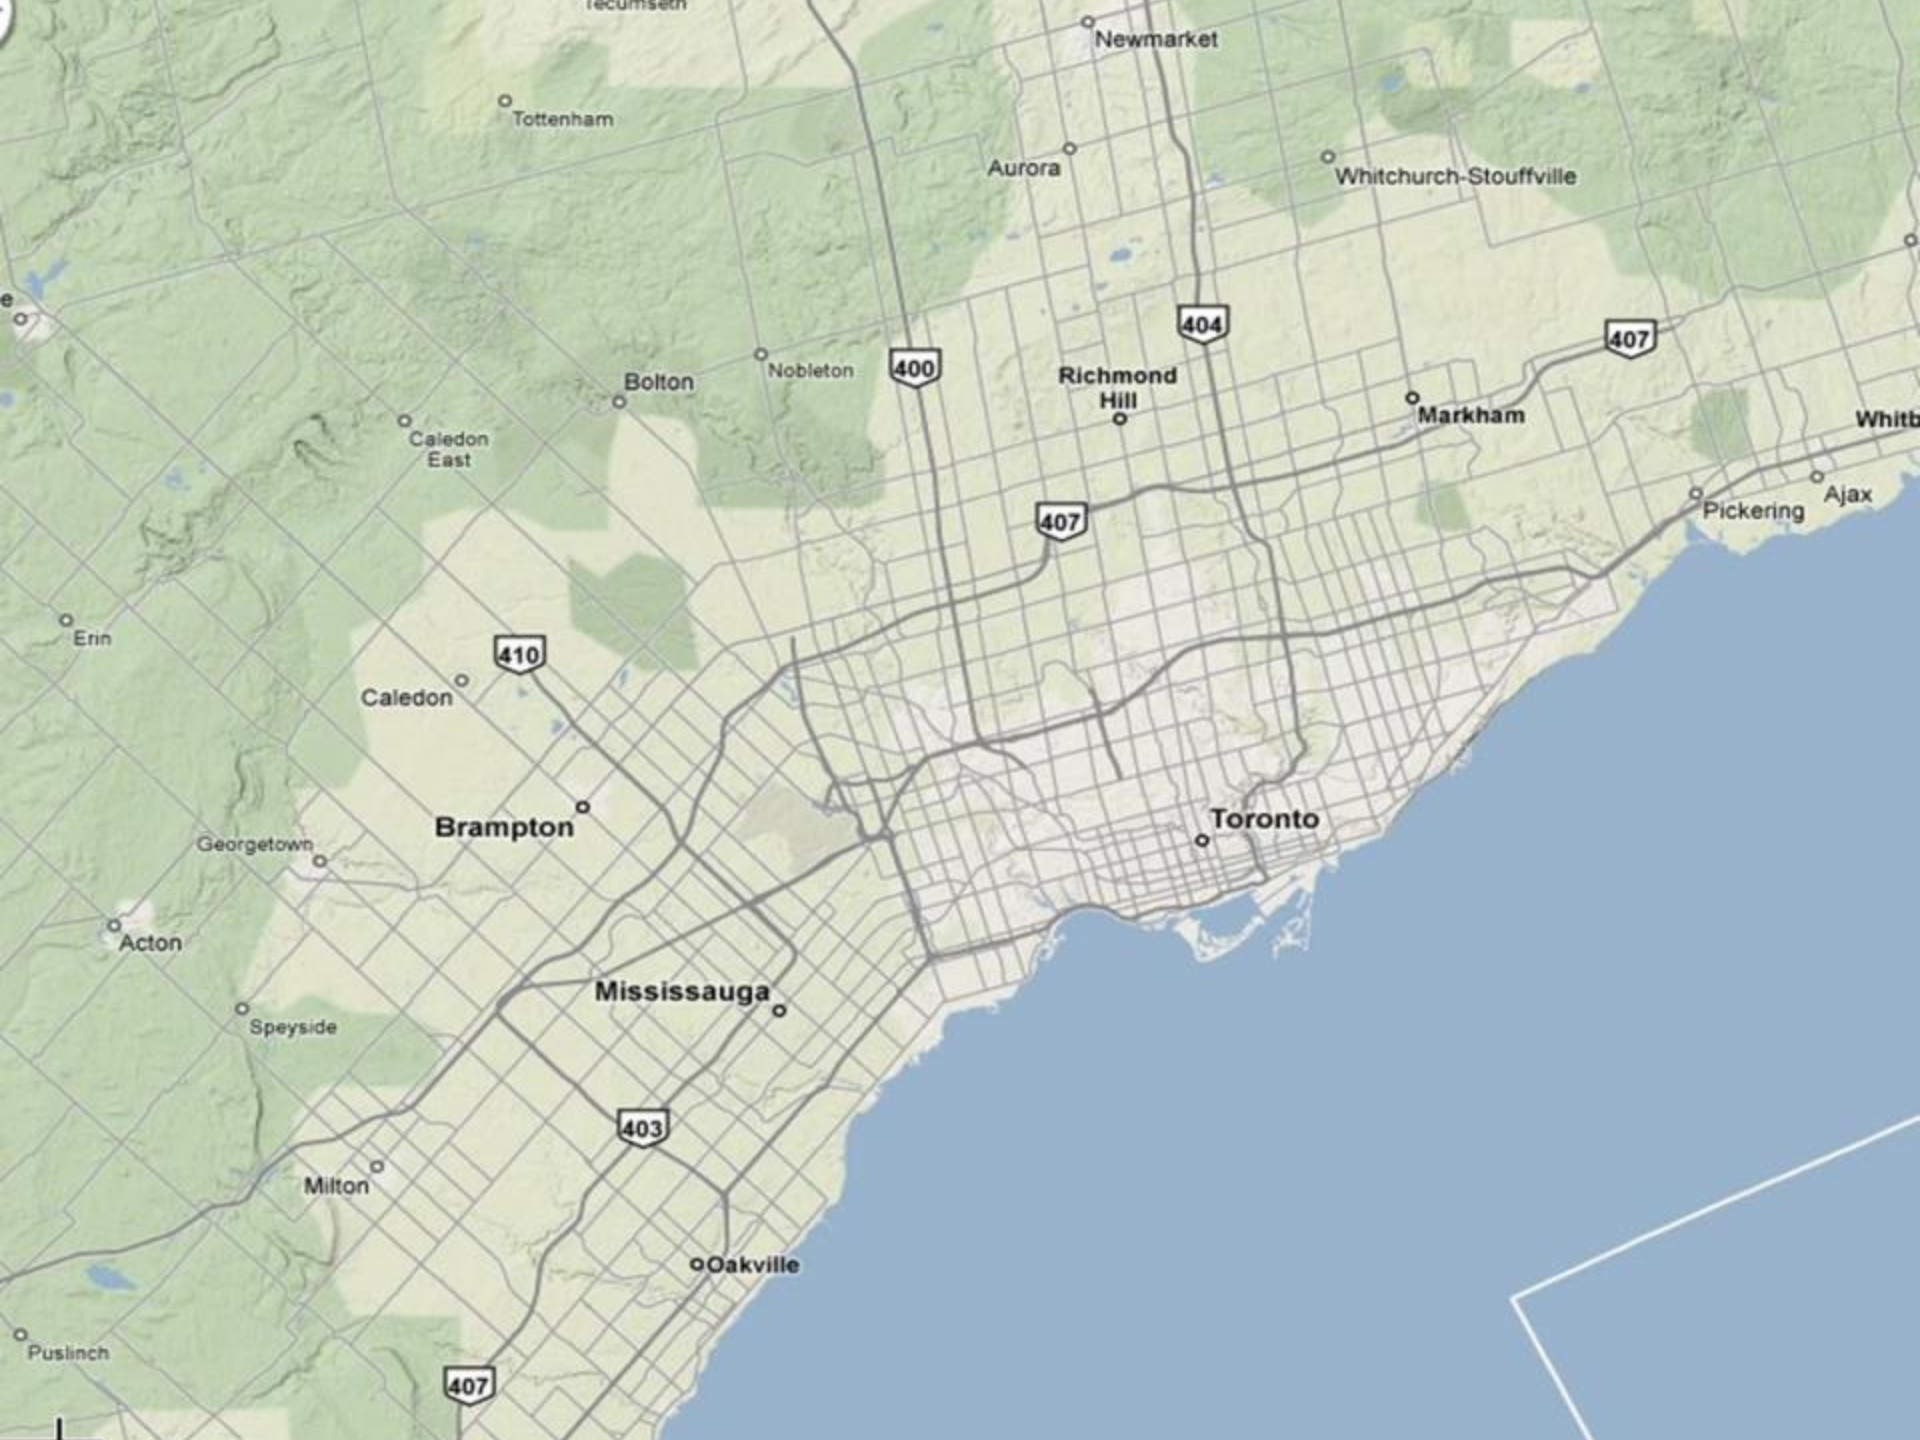 Tecumseth
Newmarket
Tottenham
Aurora
Whitchurch-Stouffville
e
404
407
400
Richmond
Hill
Nobleton
Bolton
Markham
Whitb
Caledon
East
Ajax
Pickering
407
Erin
410
Caledon
Brampton
Toronto
Georgetown
Acton
Mississauga
Speyside
403
Milton
Oakville
Puslinch
407